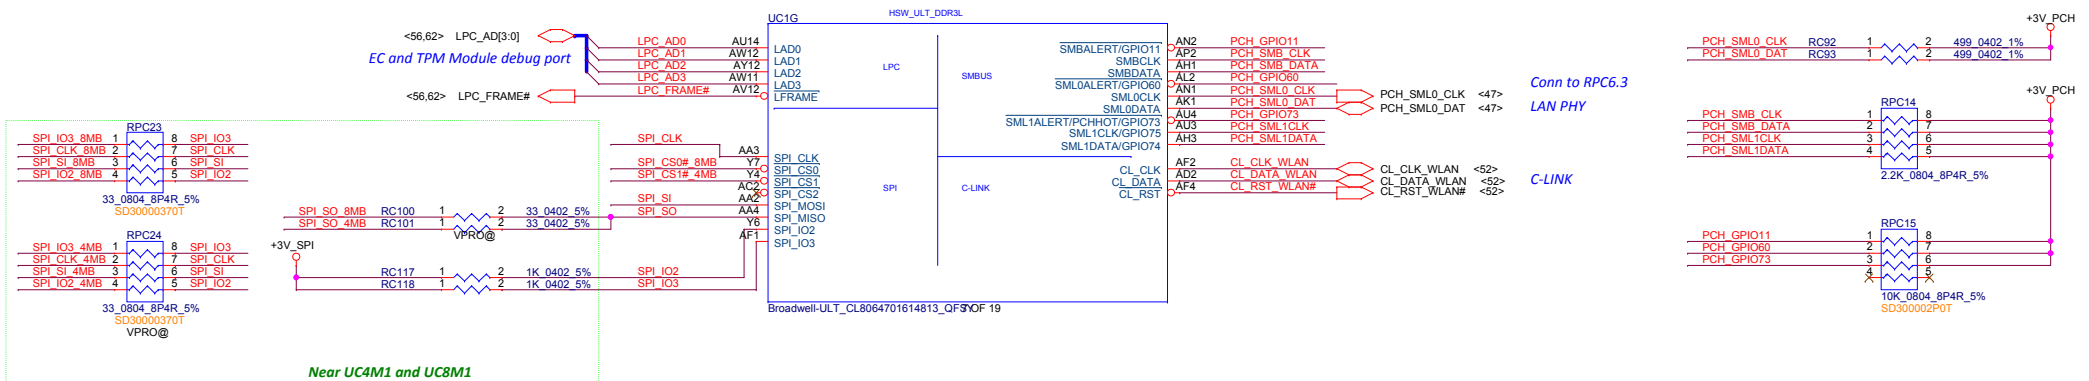 UC1G
HSW_ULT_DDR3L
<56,62> LPC_AD[3:0]
EC and TPM Module debug port
<56,62> LPC_FRAME#
LPC_AD0 AU14 LAD0
LPC_AD1 AW12 LAD1
LPC_AD2 AY12 LAD2
LPC_AD3 AW11 LAD3
LPC_FRAME# AV12 LFRAME
LPC
SMBUS
SPI
C-LINK
SPI_CLK AA3 SPI_CLK
SPI_CS0#_8MB Y7 SPI_CS0
SPI_CS1#_4MB Y4 SPI_CS1
AC2 SPI_CS2
SPI_SI AA2 SPI_MOSI
SPI_SO AA4 SPI_MISO
Y6 SPI_IO2
AF1 SPI_IO3
SMBALERT/GPIO11 AN2 PCH_GPIO11
SMBCLK AP2 PCH_SMB_CLK
SMBDATA AH1 PCH_SMB_DATA
SML0ALERT/GPIO60 AL2 PCH_GPIO60
SML0CLK AN1 PCH_SML0_CLK PCH_SML0_CLK <47>
SML0DATA AK1 PCH_SML0_DAT PCH_SML0_DAT <47>
SML1ALERT/PCHHOT/GPIO73 AU4 PCH_GPIO73
SML1CLK/GPIO75 AU3 PCH_SML1CLK
SML1DATA/GPIO74 AH3 PCH_SML1DATA
CL_CLK AF2 CL_CLK_WLAN CL_CLK_WLAN <52>
CL_DATA AD2 CL_DATA_WLAN CL_DATA_WLAN <52>
CL_RST AF4 CL_RST_WLAN# CL_RST_WLAN# <52>
Conn to RPC6.3
LAN PHY
C-LINK
Broadwell-ULT_CL8064701614813_QFSY
7 OF 19
RPC23
SPI_IO3_8MB 1 8 SPI_IO3
SPI_CLK_8MB 2 7 SPI_CLK
SPI_SI_8MB 3 6 SPI_SI
SPI_IO2_8MB 4 5 SPI_IO2
33_0804_8P4R_5%
SD30000370T
RPC24
SPI_IO3_4MB 1 8 SPI_IO3
SPI_CLK_4MB 2 7 SPI_CLK
SPI_SI_4MB 3 6 SPI_SI
SPI_IO2_4MB 4 5 SPI_IO2
33_0804_8P4R_5%
SD30000370T
VPRO@
SPI_SO_8MB RC100 1 2 33_0402_5%
SPI_SO_4MB RC101 1 2 33_0402_5%
VPRO@
+3V_SPI
RC117 1 2 1K_0402_5% SPI_IO2
RC118 1 2 1K_0402_5% SPI_IO3
Near UC4M1 and UC8M1
+3V_PCH
PCH_SML0_CLK RC92 1 2 499_0402_1%
PCH_SML0_DAT RC93 1 2 499_0402_1%
+3V_PCH
RPC14
PCH_SMB_CLK 1 8
PCH_SMB_DATA 2 7
PCH_SML1CLK 3 6
PCH_SML1DATA 4 5
2.2K_0804_8P4R_5%
RPC15
PCH_GPIO11 1 8
PCH_GPIO60 2 7
PCH_GPIO73 3 6
4 5
10K_0804_8P4R_5%
SD300002P0T